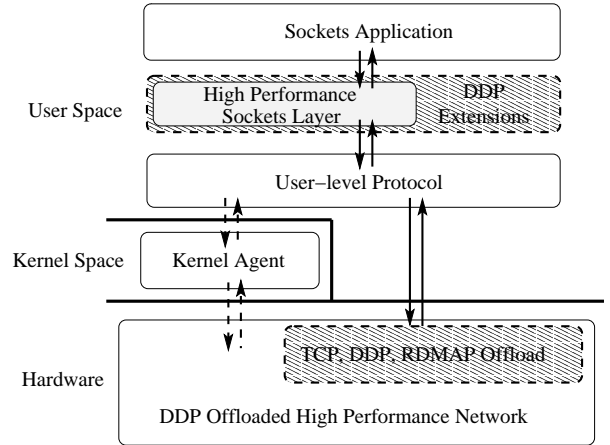 Sockets Application
User Space
High Performance
Sockets Layer
DDP
Extensions
User–level Protocol
Kernel Space
Kernel Agent
TCP, DDP, RDMAP Offload
Hardware
DDP Offloaded High Performance Network